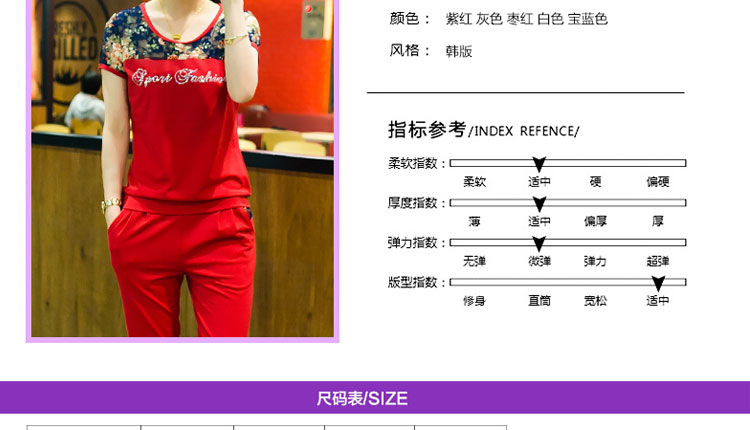 颜色： 紫红 灰色 枣红 白色 宝蓝色
风格： 韩版
指标参考/INDEX REFENCE/
柔软指数：
柔软 适中 硬 偏硬
厚度指数：
薄 适中 偏厚 厚
弹力指数：
无弹 微弹 弹力 超弹
版型指数：
修身 直筒 宽松 适中
Sport Fashion
尺码表/SIZE